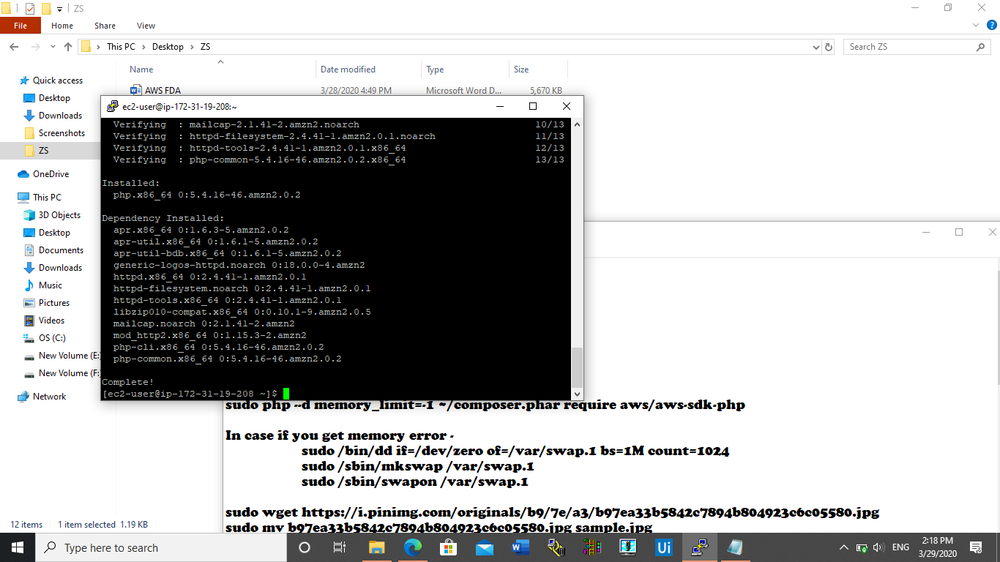 ZS
File
Home
Share
View
This PC
Desktop
ZS
Search ZS
Name
Date modified
Type
Size
Quick access
Desktop
Downloads
Screenshots
ZS
OneDrive
This PC
3D Objects
Desktop
Documents
Downloads
Music
Pictures
Videos
OS (C:)
New Volume (E:
New Volume (F:
Network
AWS FDA 3/28/2020 4:49 PM Microsoft Word D... 5,670 KB
ec2-user@ip-172-31-19-208:~
Verifying : mailcap-2.1.41-2.amzn2.noarch 10/13
Verifying : httpd-filesystem-2.4.41-1.amzn2.0.1.noarch 11/13
Verifying : httpd-tools-2.4.41-1.amzn2.0.1.x86_64 12/13
Verifying : php-common-5.4.16-46.amzn2.0.2.x86_64 13/13
Installed:
php.x86_64 0:5.4.16-46.amzn2.0.2
Dependency Installed:
apr.x86_64 0:1.6.3-5.amzn2.0.2
apr-util.x86_64 0:1.6.1-5.amzn2.0.2
apr-util-bdb.x86_64 0:1.6.1-5.amzn2.0.2
generic-logos-httpd.noarch 0:18.0.0-4.amzn2
httpd.x86_64 0:2.4.41-1.amzn2.0.1
httpd-filesystem.noarch 0:2.4.41-1.amzn2.0.1
httpd-tools.x86_64 0:2.4.41-1.amzn2.0.1
libzip010-compat.x86_64 0:0.10.1-9.amzn2.0.5
mailcap.noarch 0:2.1.41-2.amzn2
mod_http2.x86_64 0:1.15.3-2.amzn2
php-cli.x86_64 0:5.4.16-46.amzn2.0.2
php-common.x86_64 0:5.4.16-46.amzn2.0.2
Complete!
[ec2-user@ip-172-31-19-208 ~]$
sudo php --d memory_limit=-1 ~/composer.phar require aws/aws-sdk-php
In case if you get memory error -
sudo /bin/dd if=/dev/zero of=/var/swap.1 bs=1M count=1024
sudo /sbin/mkswap /var/swap.1
sudo /sbin/swapon /var/swap.1
sudo wget https://i.pinimg.com/originals/b9/7e/a3/b97ea33b5842c7894b804923c6c05580.jpg
sudo mv b97ea33b5842c7894b804923c6c05580.jpg sample.jpg
12 items 1 item selected 1.19 KB
Type here to search
Ui
ENG
2:18 PM
3/29/2020